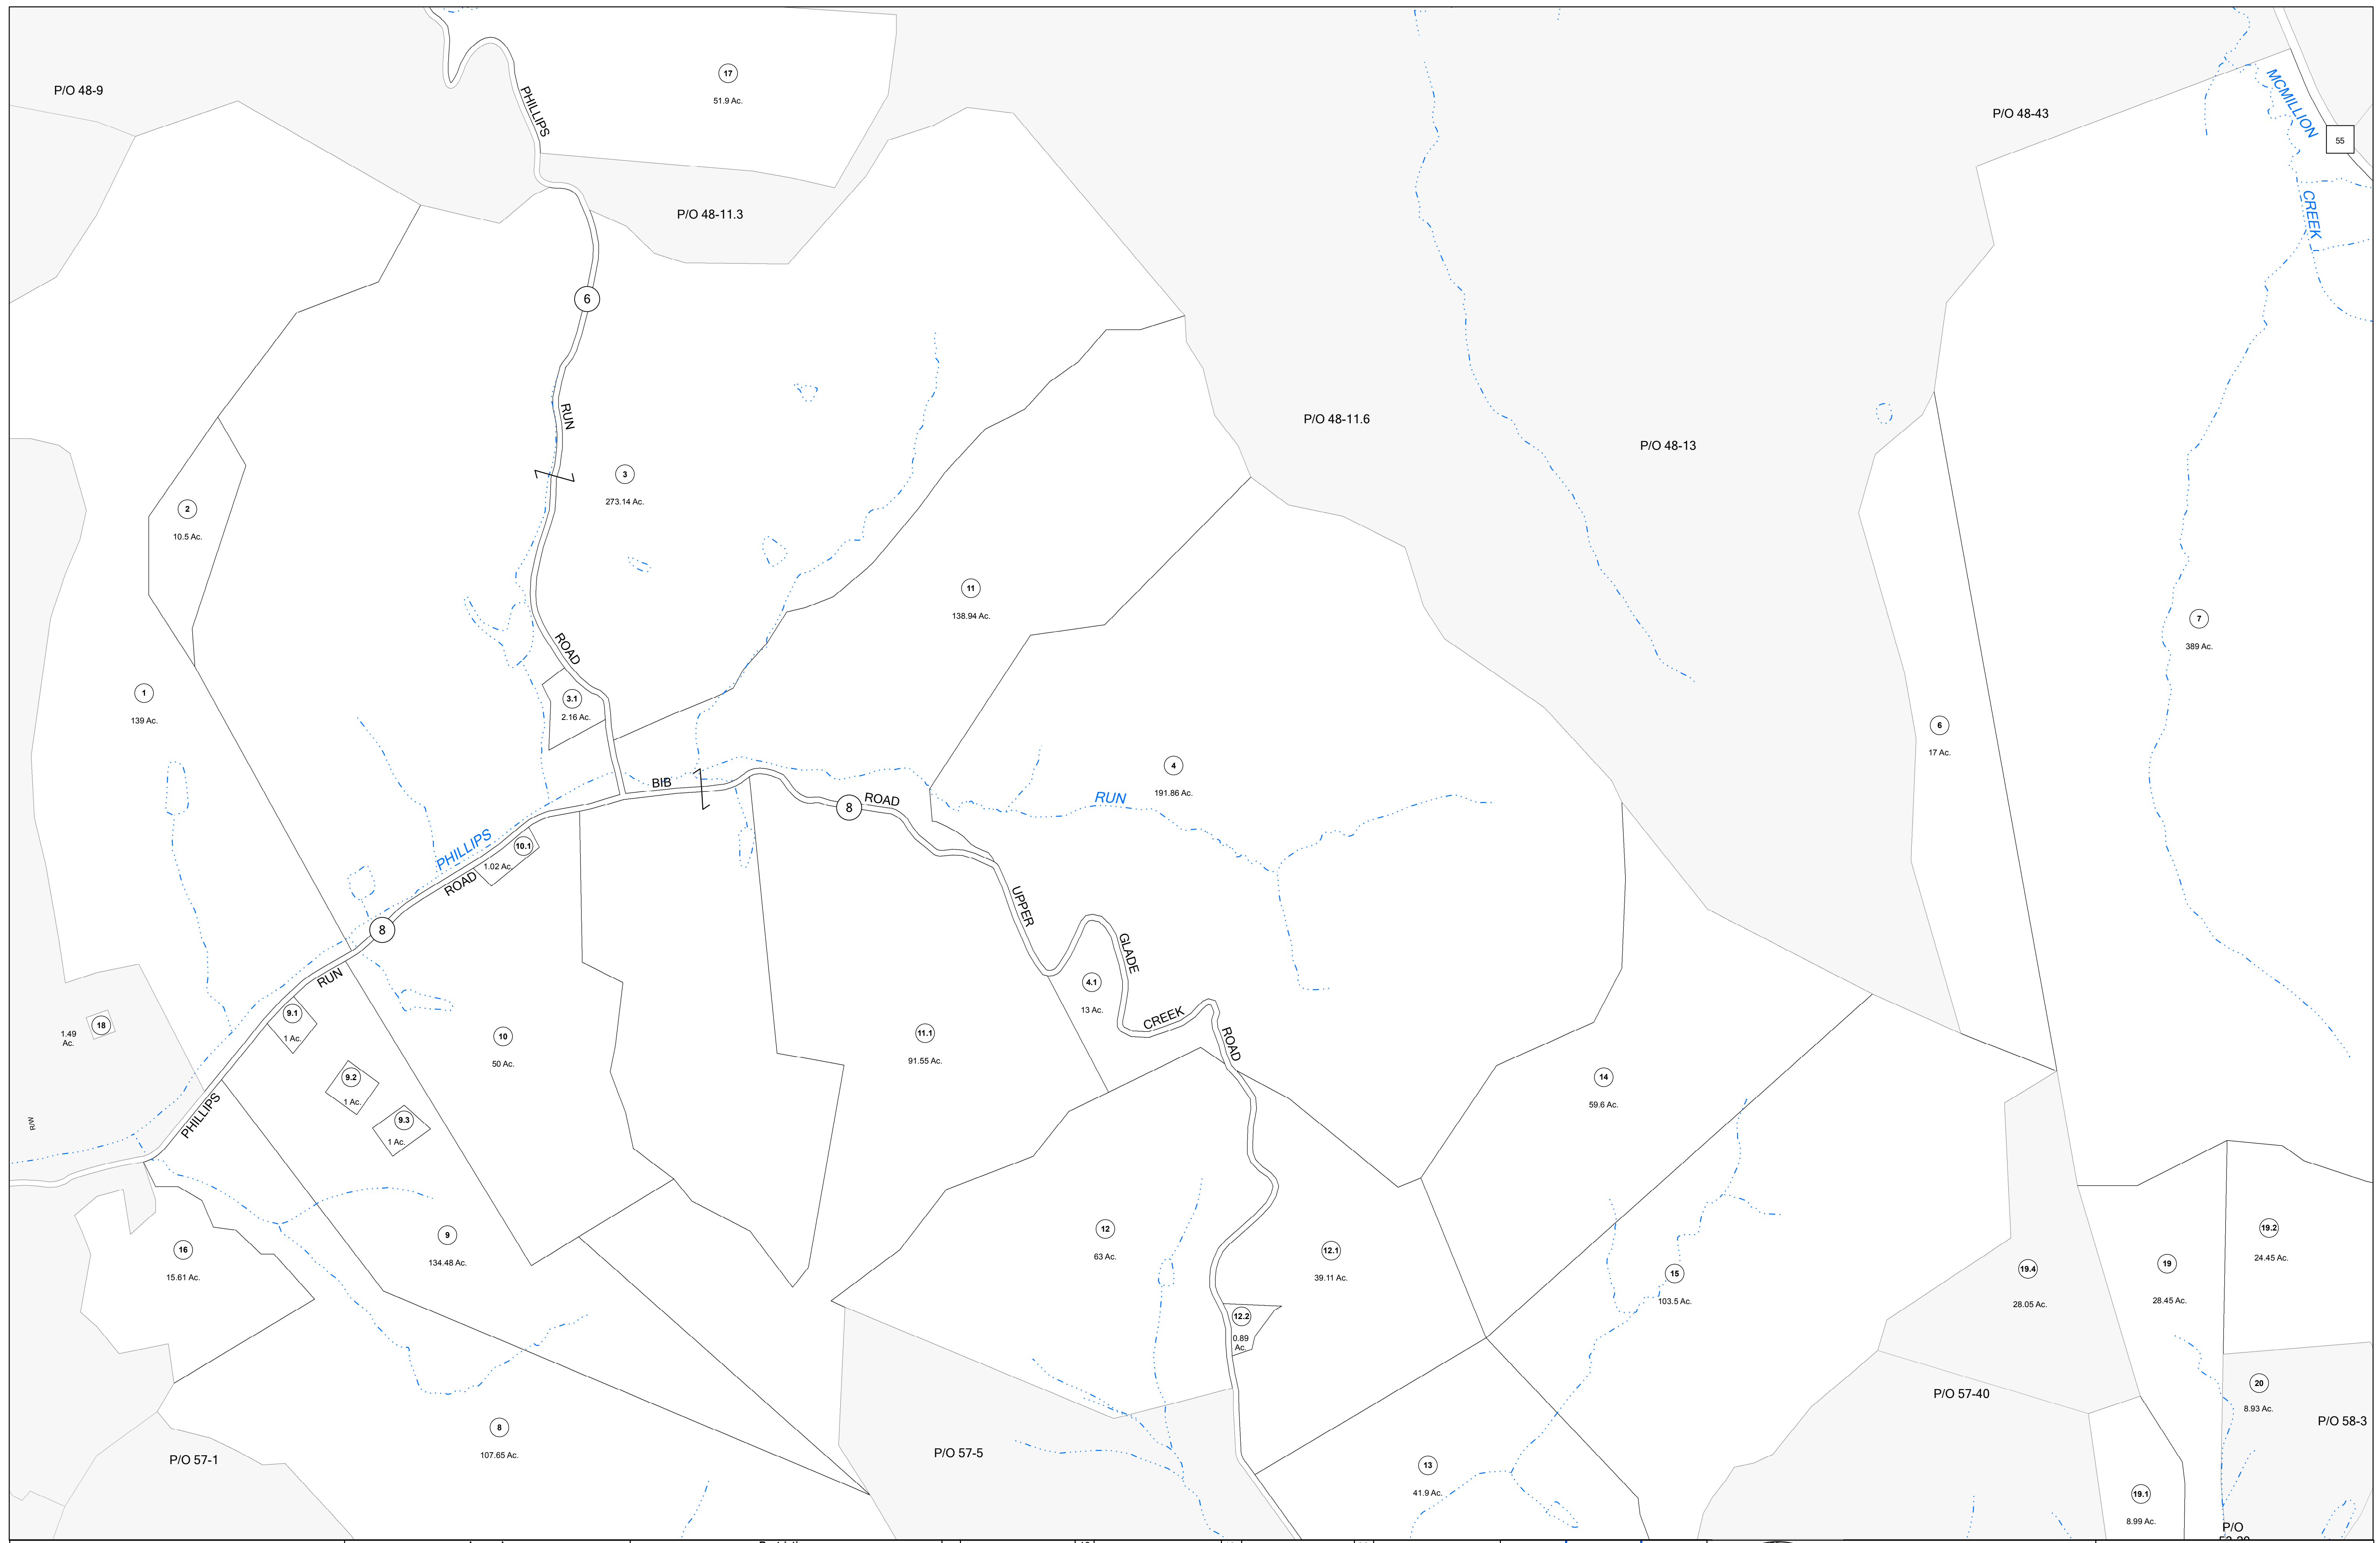 P/O 48-9
17
51.9 Ac.
PHILLIPS
P/O 48-43
MCMILLION
55
CREEK
P/O 48-11.3
6
RUN
P/O 48-11.6
P/O 48-13
3
273.14 Ac.
2
10.5 Ac.
11
138.94 Ac.
7
389 Ac.
ROAD
1
139 Ac.
3.1
2.16 Ac.
6
17 Ac.
BIB
4
191.86 Ac.
RUN
8
ROAD
PHILLIPS
10.1
1.02 Ac.
ROAD
UPPER
8
GLADE
RUN
4.1
13 Ac.
9.1
1 Ac.
18
1.49
Ac.
CREEK
ROAD
10
50 Ac.
11.1
91.55 Ac.
9.2
1 Ac.
14
59.6 Ac.
PHILLIPS
R/W
9.3
1 Ac.
12
63 Ac.
9
134.48 Ac.
16
15.61 Ac.
12.1
39.11 Ac.
15
103.5 Ac.
19.4
28.05 Ac.
19
28.45 Ac.
19.2
24.45 Ac.
12.2
0.89
Ac.
20
8.93 Ac.
P/O 57-40
P/O 58-3
8
107.65 Ac.
P/O 57-1
P/O 57-5
13
41.9 Ac.
19.1
8.99 Ac.
P/O